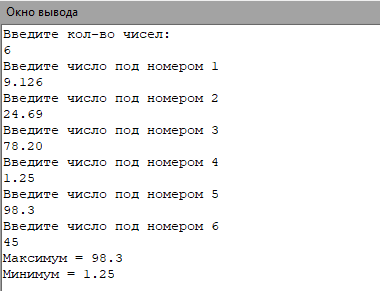 Окно вывода
Введите кол-во чисел:
6
Введите число под номером 1
9.126
Введите число под номером 2
24.69
Введите число под номером 3
78.20
Введите число под номером 4
1.25
Введите число под номером 5
98.3
Введите число под номером 6
45
Максимум = 98.3
Минимум = 1.25